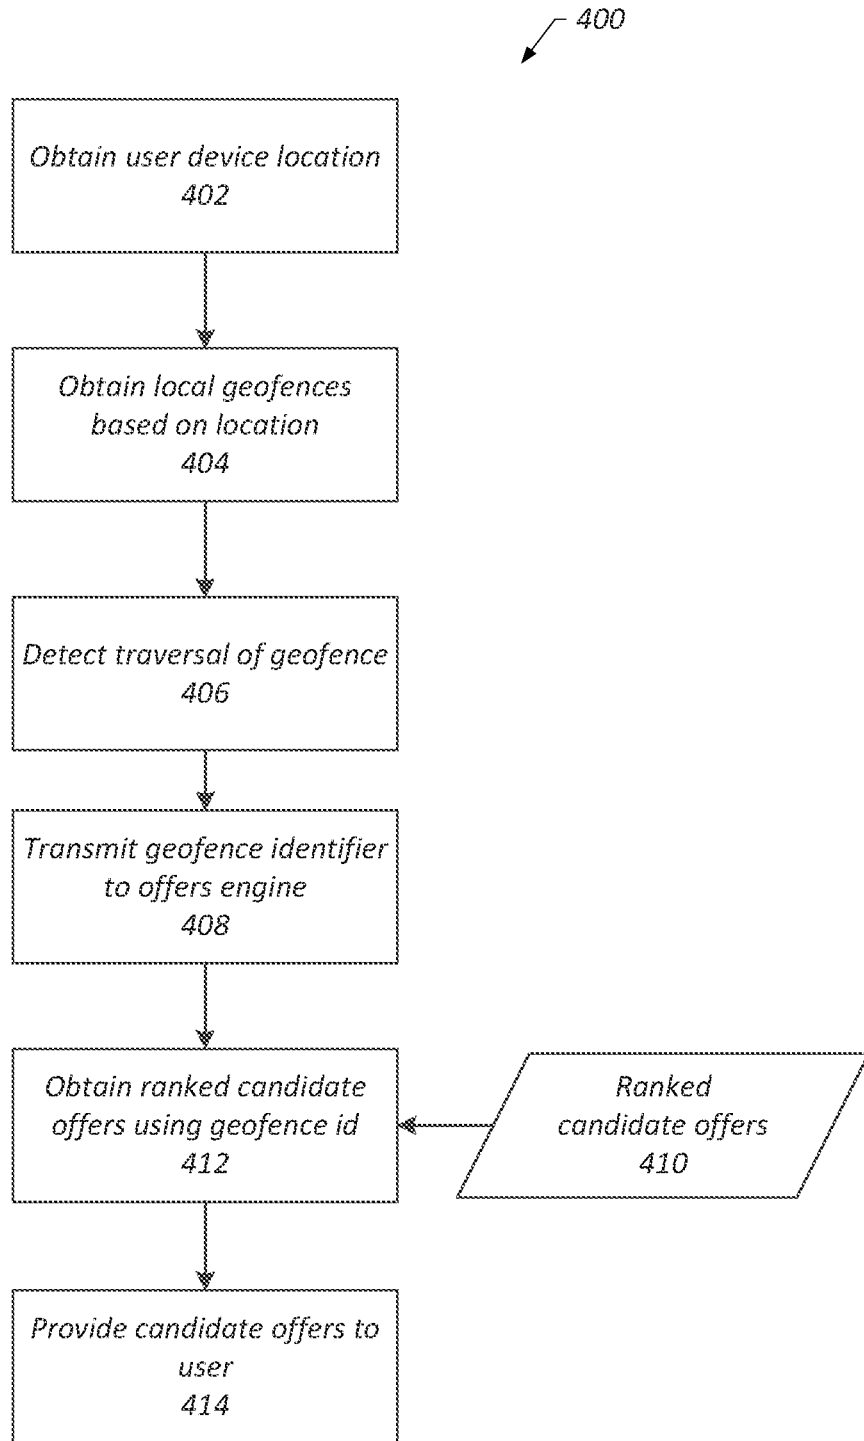 400
Obtain user device location
402
Obtain local geofences
based on location
404
Detect traversal of geofence
406
Transmit geofence identifier
to offers engine
408
Obtain ranked candidate
offers using geofence id
412
Ranked
candidate offers
410
Provide candidate offers to
user
414